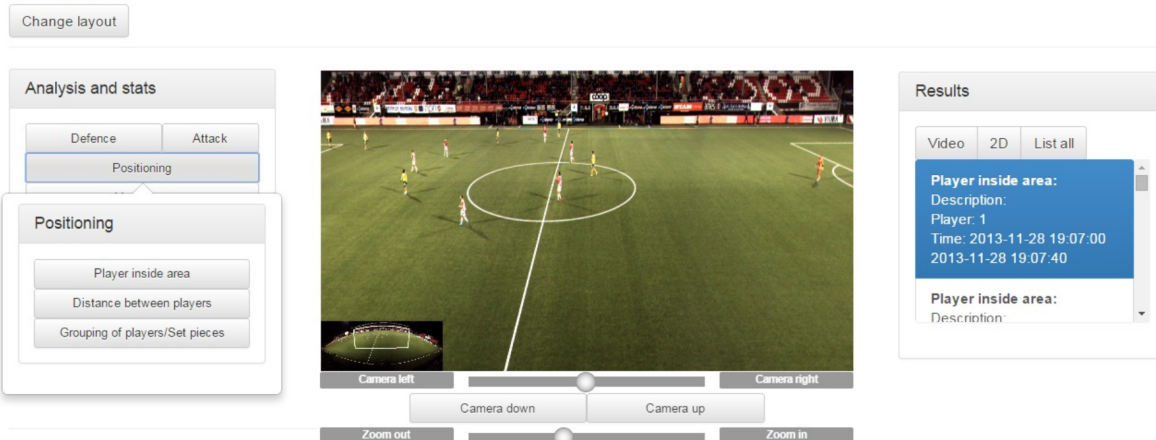 Change layout
Analysis and stats
Defence
Attack
Positioning
Positioning
Player inside area
Distance between players
Grouping of players/Set pieces
coop
Camera left
Camera right
Camera down
Camera up
Zoom out
Zoom in
Results
Video
2D
List all
Player inside area:
Description:
Player: 1
Time: 2013-11-28 19:07:00
2013-11-28 19:07:40
Player inside area:
Description: